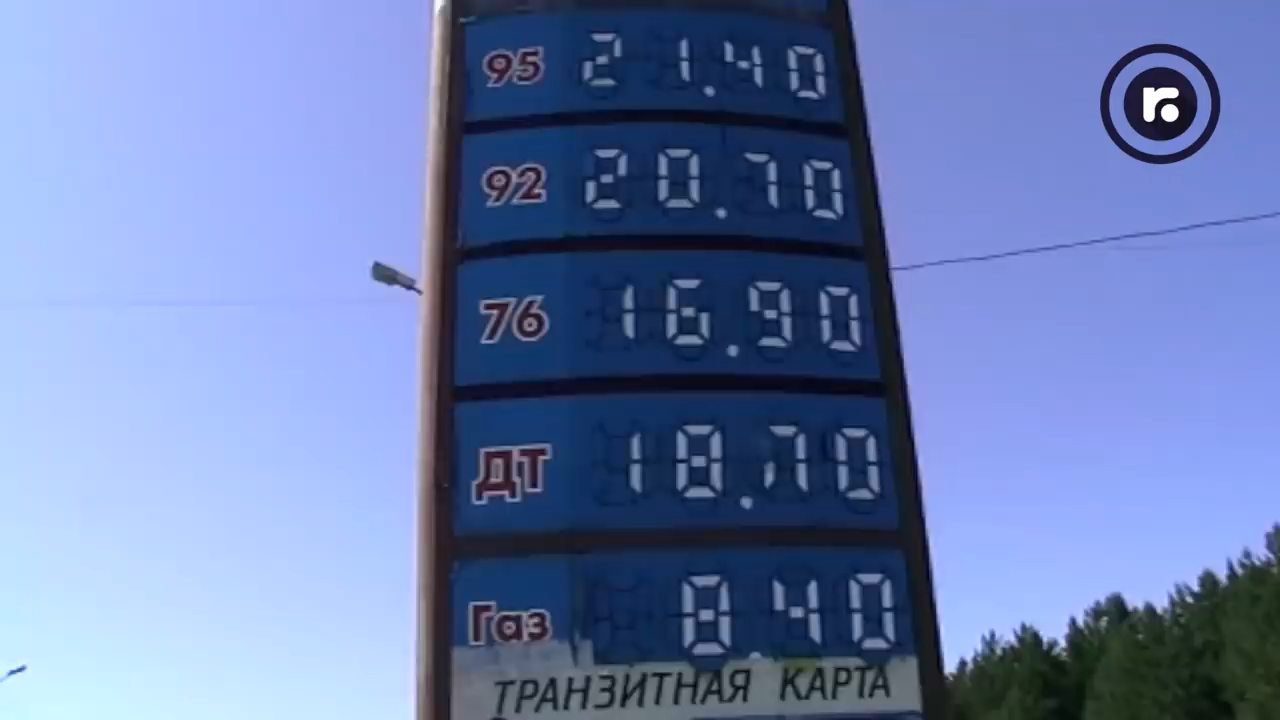 95 21.40
92 20.70
76 16.90
ДТ 18.70
Газ 8.40
ТРАНЗИТНАЯ КАРТА